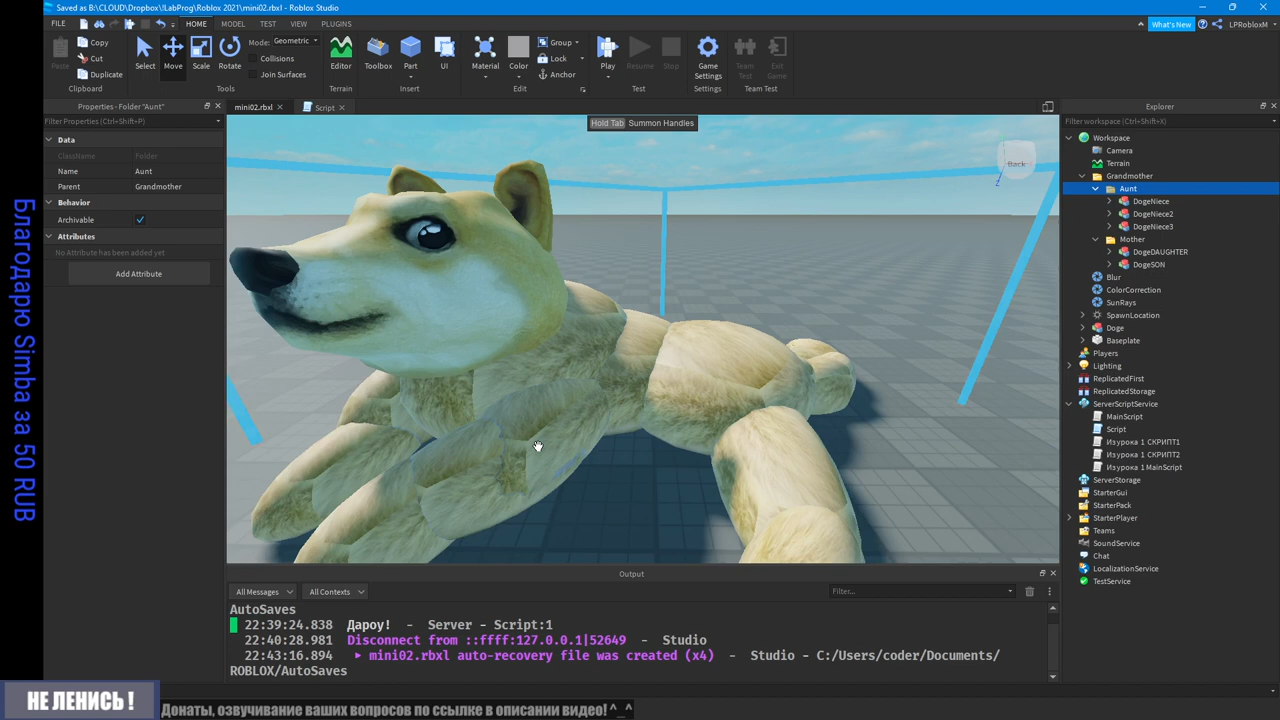 Saved as B:\CLOUD\Dropbox\!LabProg\Roblox 2021\mini02.rbxl - Roblox Studio
FILE
HOME
MODEL
TEST
VIEW
PLUGINS
What's New
LPRobloxM
Paste
Copy
Cut
Duplicate
Clipboard
Select
Move
Scale
Rotate
Mode: Geometric
Collisions
Join Surfaces
Tools
Editor
Terrain
Toolbox
Part
UI
Insert
Material
Color
Group
Lock
Anchor
Edit
Play
Resume
Stop
Test
Game Settings
Settings
Team Test
Exit Game
Team Test
Properties - Folder "Aunt"
Filter Properties (Ctrl+Shift+P)
Data
ClassName Folder
Name Aunt
Parent Grandmother
Behavior
Archivable
Attributes
No Attribute has been added yet
Add Attribute
mini02.rbxl
Script
Hold Tab Summon Handles
Back
Z
Explorer
Filter workspace (Ctrl+Shift+X)
Workspace
Camera
Terrain
Grandmother
Aunt
DogeNiece
DogeNiece2
DogeNiece3
Mother
DogeDAUGHTER
DogeSON
Blur
ColorCorrection
SunRays
SpawnLocation
Doge
Baseplate
Players
Lighting
ReplicatedFirst
ReplicatedStorage
ServerScriptService
MainScript
Script
Из урока 1 СКРИПТ1
Из урока 1 СКРИПТ2
Из урока 1 MainScript
ServerStorage
StarterGui
StarterPack
StarterPlayer
Teams
SoundService
Chat
LocalizationService
TestService
Output
All Messages
All Contexts
Filter...
AutoSaves
22:39:24.838 Дароу! - Server - Script:1
22:40:28.981 Disconnect from ::ffff:127.0.0.1|52649 - Studio
22:43:16.894 ▶ mini02.rbxl auto-recovery file was created (x4) - Studio - C:/Users/coder/Documents/
ROBLOX/AutoSaves
Благодарю Simba за 50 RUB
НЕ ЛЕНИСЬ !
Донаты, озвучивание ваших вопросов по ссылке в описании видео! ^_^